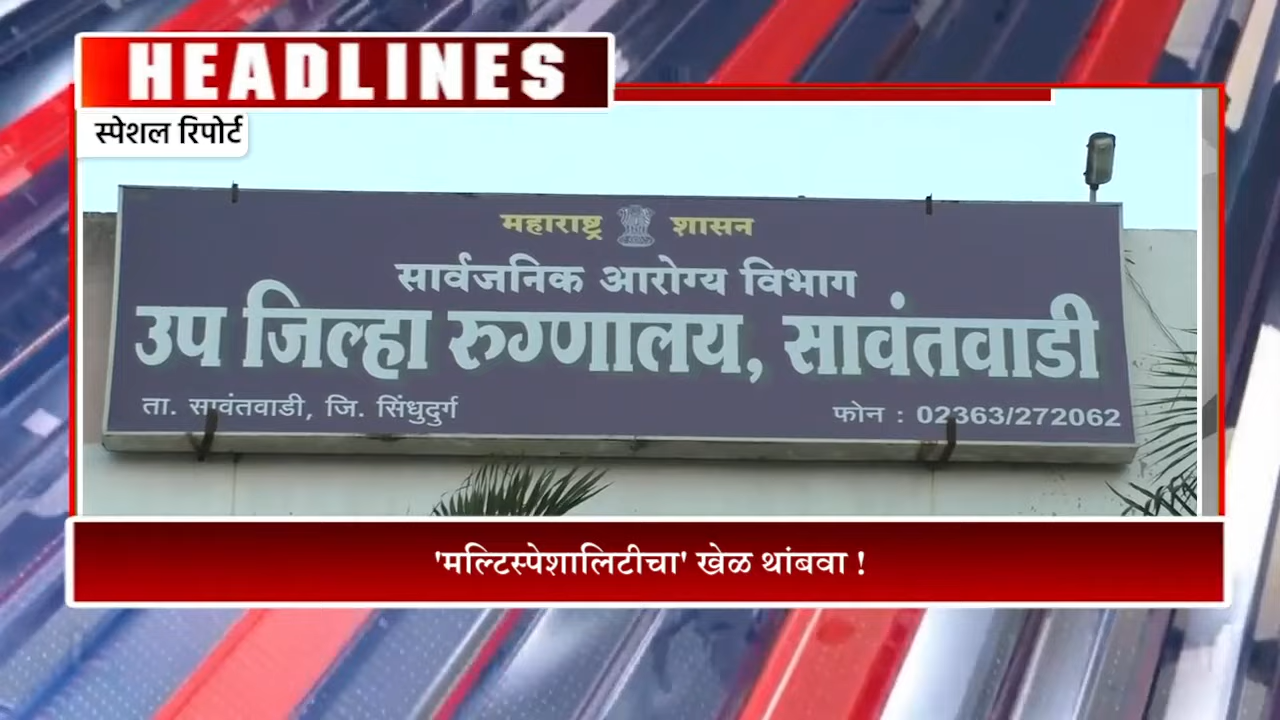 HEADLINES
स्पेशल रिपोर्ट
महाराष्ट्र शासन
सार्वजनिक आरोग्य विभाग
उप जिल्हा रुग्णालय, सावंतवाडी
ता. सावंतवाडी, जि. सिंधुदुर्ग फोन : 02363/272062
'मल्टिस्पेशालिटीचा' खेळ थांबवा !